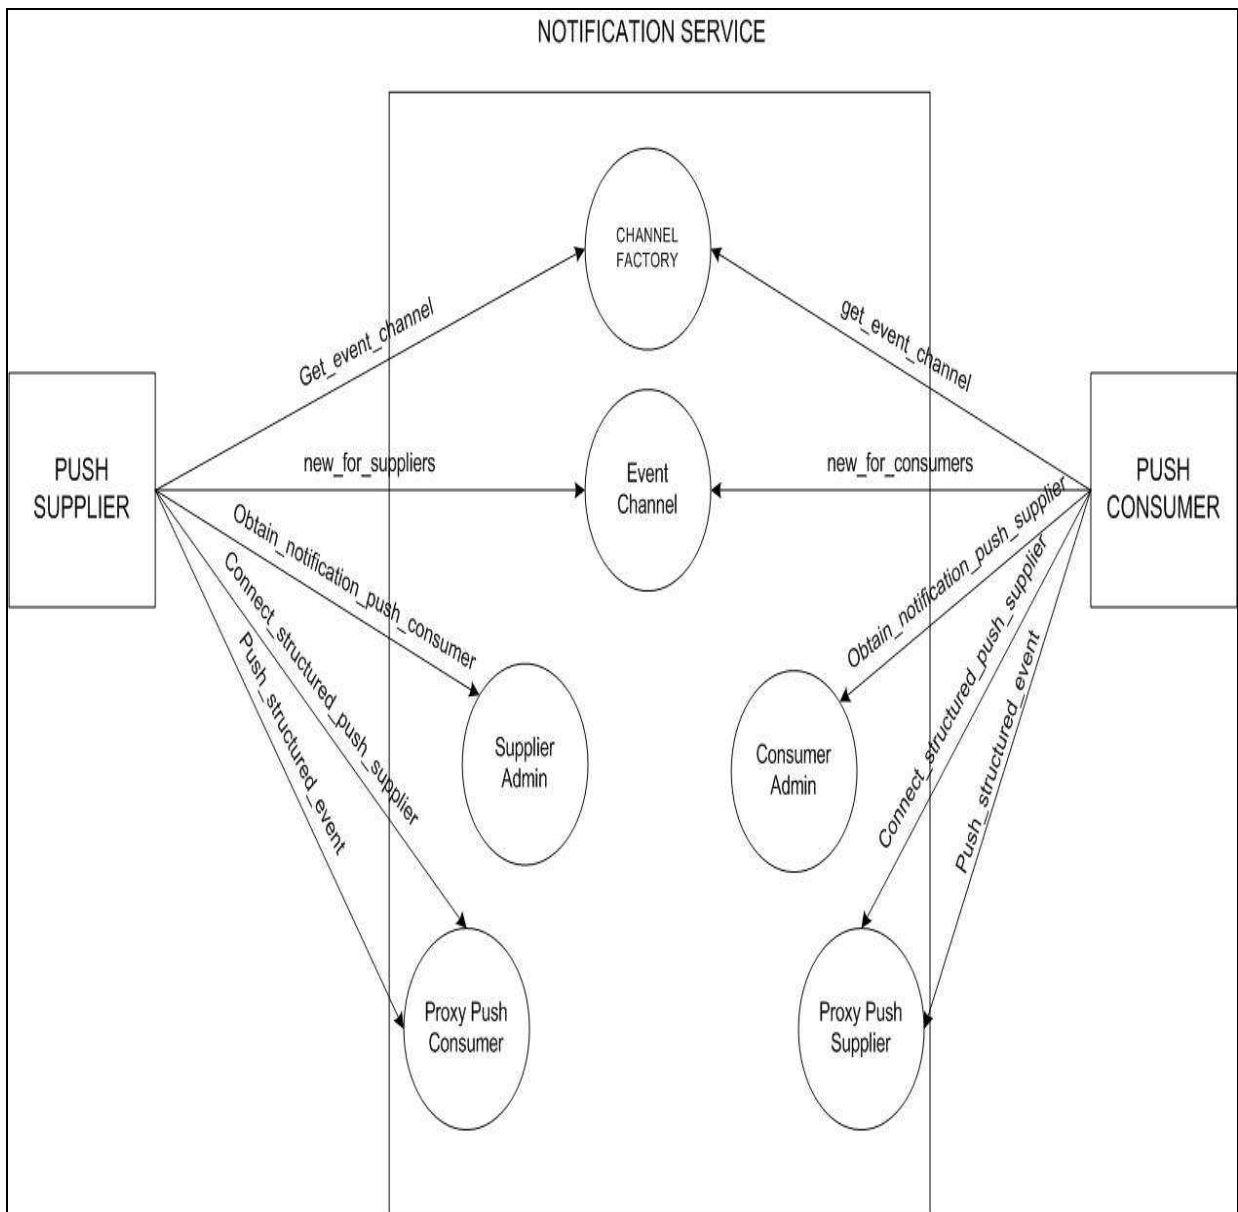 NOTIFICATION SERVICE
CHANNEL
FACTORY
Get_event_channel
get_event_channel
PUSH
SUPPLIER
new_for_suppliers
Event
Channel
new_for_consumers
PUSH
CONSUMER
Obtain_notification_push_consumer
Connect_structured_push_supplier
Push_structured_event
Obtain_notification_push_supplier
Connect_structured_push_supplier
Push_structured_event
Supplier
Admin
Consumer
Admin
Proxy Push
Consumer
Proxy Push
Supplier